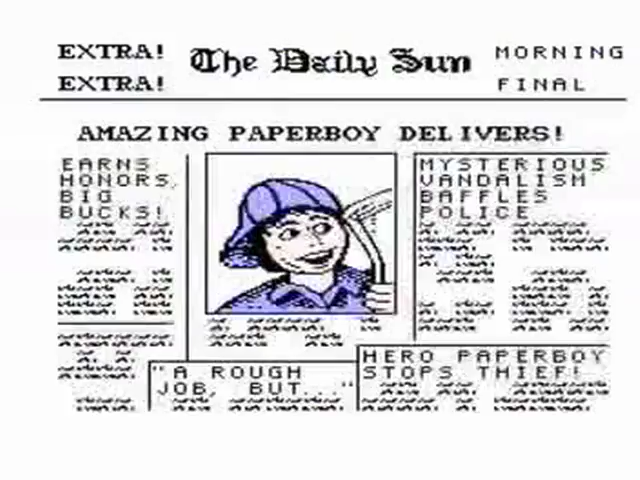 EXTRA!
EXTRA!
The Daily Sun
MORNING
FINAL
AMAZING PAPERBOY DELIVERS!
EARNS
HONORS,
BIG
BUCKS!
MYSTERIOUS
VANDALISM
BAFFLES
POLICE
"A ROUGH
JOB, BUT..."
HERO PAPERBOY
STOPS THIEF!